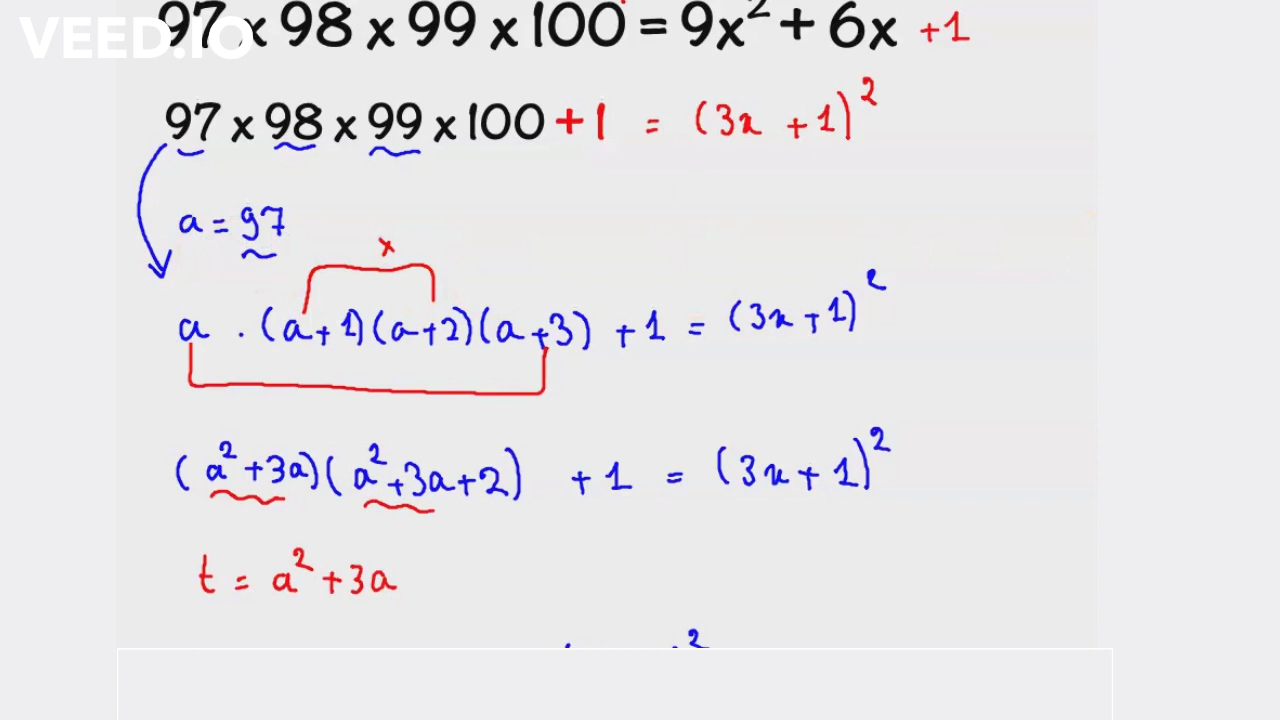 VEED.IO
97 x 98 x 99 x 100 = 9x² + 6x +1
97 x 98 x 99 x 100 +1 = (3x +1)²
a = 97
x
a . (a+1)(a+2)(a+3) +1 = (3x+1)²
(a²+3a)(a²+3a+2) +1 = (3x+1)²
t = a²+3a